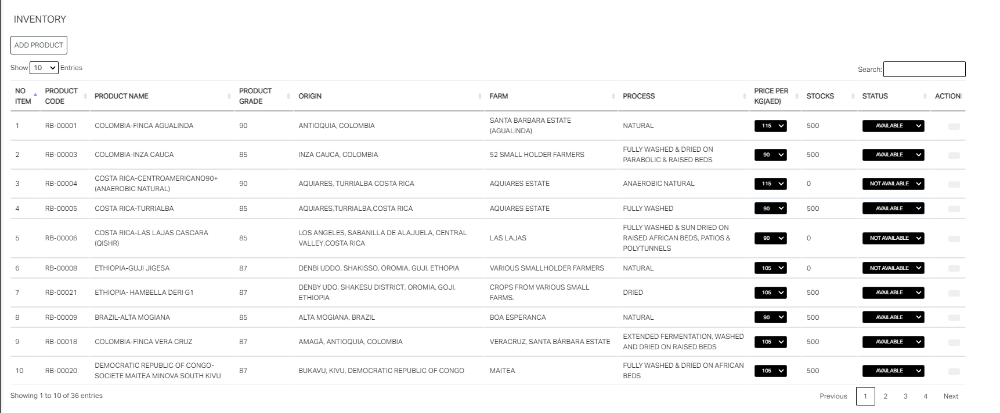 INVENTORY
ADD PRODUCT
Show 10 Entries
Search:
NO ITEM PRODUCT CODE PRODUCT NAME PRODUCT GRADE ORIGIN FARM PROCESS PRICE PER KG(AED) STOCKS STATUS ACTION
1 RB-00001 COLOMBIA-FINCA AGUALINDA 90 ANTIOQUIA, COLOMBIA SANTA BARBARA ESTATE (AGUALINDA) NATURAL 115 500 AVAILABLE
2 RB-00003 COLOMBIA-INZA CAUCA 85 INZA CAUCA, COLOMBIA 52 SMALL HOLDER FARMERS FULLY WASHED & DRIED ON PARABOLIC & RAISED BEDS 90 500 AVAILABLE
3 RB-00004 COSTA RICA-CENTROAMERICANO90+ (ANAEROBIC NATURAL) 90 AQUIARES, TURRIALBA COSTA RICA AQUIARES ESTATE ANAEROBIC NATURAL 115 0 NOT AVAILABLE
4 RB-00005 COSTA RICA-TURRIALBA 85 AQUIARES,TURRIALBA,COSTA RICA AQUIARES ESTATE FULLY WASHED 90 500 AVAILABLE
5 RB-00006 COSTA RICA-LAS LAJAS CASCARA (QISHR) 85 LOS ANGELES, SABANILLA DE ALAJUELA, CENTRAL VALLEY,COSTA RICA LAS LAJAS FULLY WASHED & SUN DRIED ON RAISED AFRICAN BEDS, PATIOS & POLYTUNNELS 90 0 NOT AVAILABLE
6 RB-00008 ETHIOPIA-GUJI JIGESA 87 DENBI UDDO, SHAKISSO, OROMIA, GUJI, ETHOPIA VARIOUS SMALLHOLDER FARMERS NATURAL 105 0 NOT AVAILABLE
7 RB-00021 ETHIOPIA- HAMBELLA DERI G1 87 DENBY UDO, SHAKESU DISTRICT, OROMIA, GOJI, ETHIOPIA CROPS FROM VARIOUS SMALL FARMS. DRIED 105 500 AVAILABLE
8 RB-00009 BRAZIL-ALTA MOGIANA 85 ALTA MOGIANA, BRAZIL BOA ESPERANCA NATURAL 90 500 AVAILABLE
9 RB-00018 COLOMBIA-FINCA VERA CRUZ 87 AMAGÁ, ANTIOQUIA, COLOMBIA VERACRUZ, SANTA BÁRBARA ESTATE EXTENDED FERMENTATION, WASHED AND DRIED ON RAISED BEDS 105 500 AVAILABLE
10 RB-00020 DEMOCRATIC REPUBLIC OF CONGO-SOCIETE MAITEA MINOVA SOUTH KIVU 87 BUKAVU, KIVU, DEMOCRATIC REPUBLIC OF CONGO MAITEA FULLY WASHED & DRIED ON AFRICAN BEDS 105 500 AVAILABLE
Showing 1 to 10 of 36 entries
Previous 1 2 3 4 Next